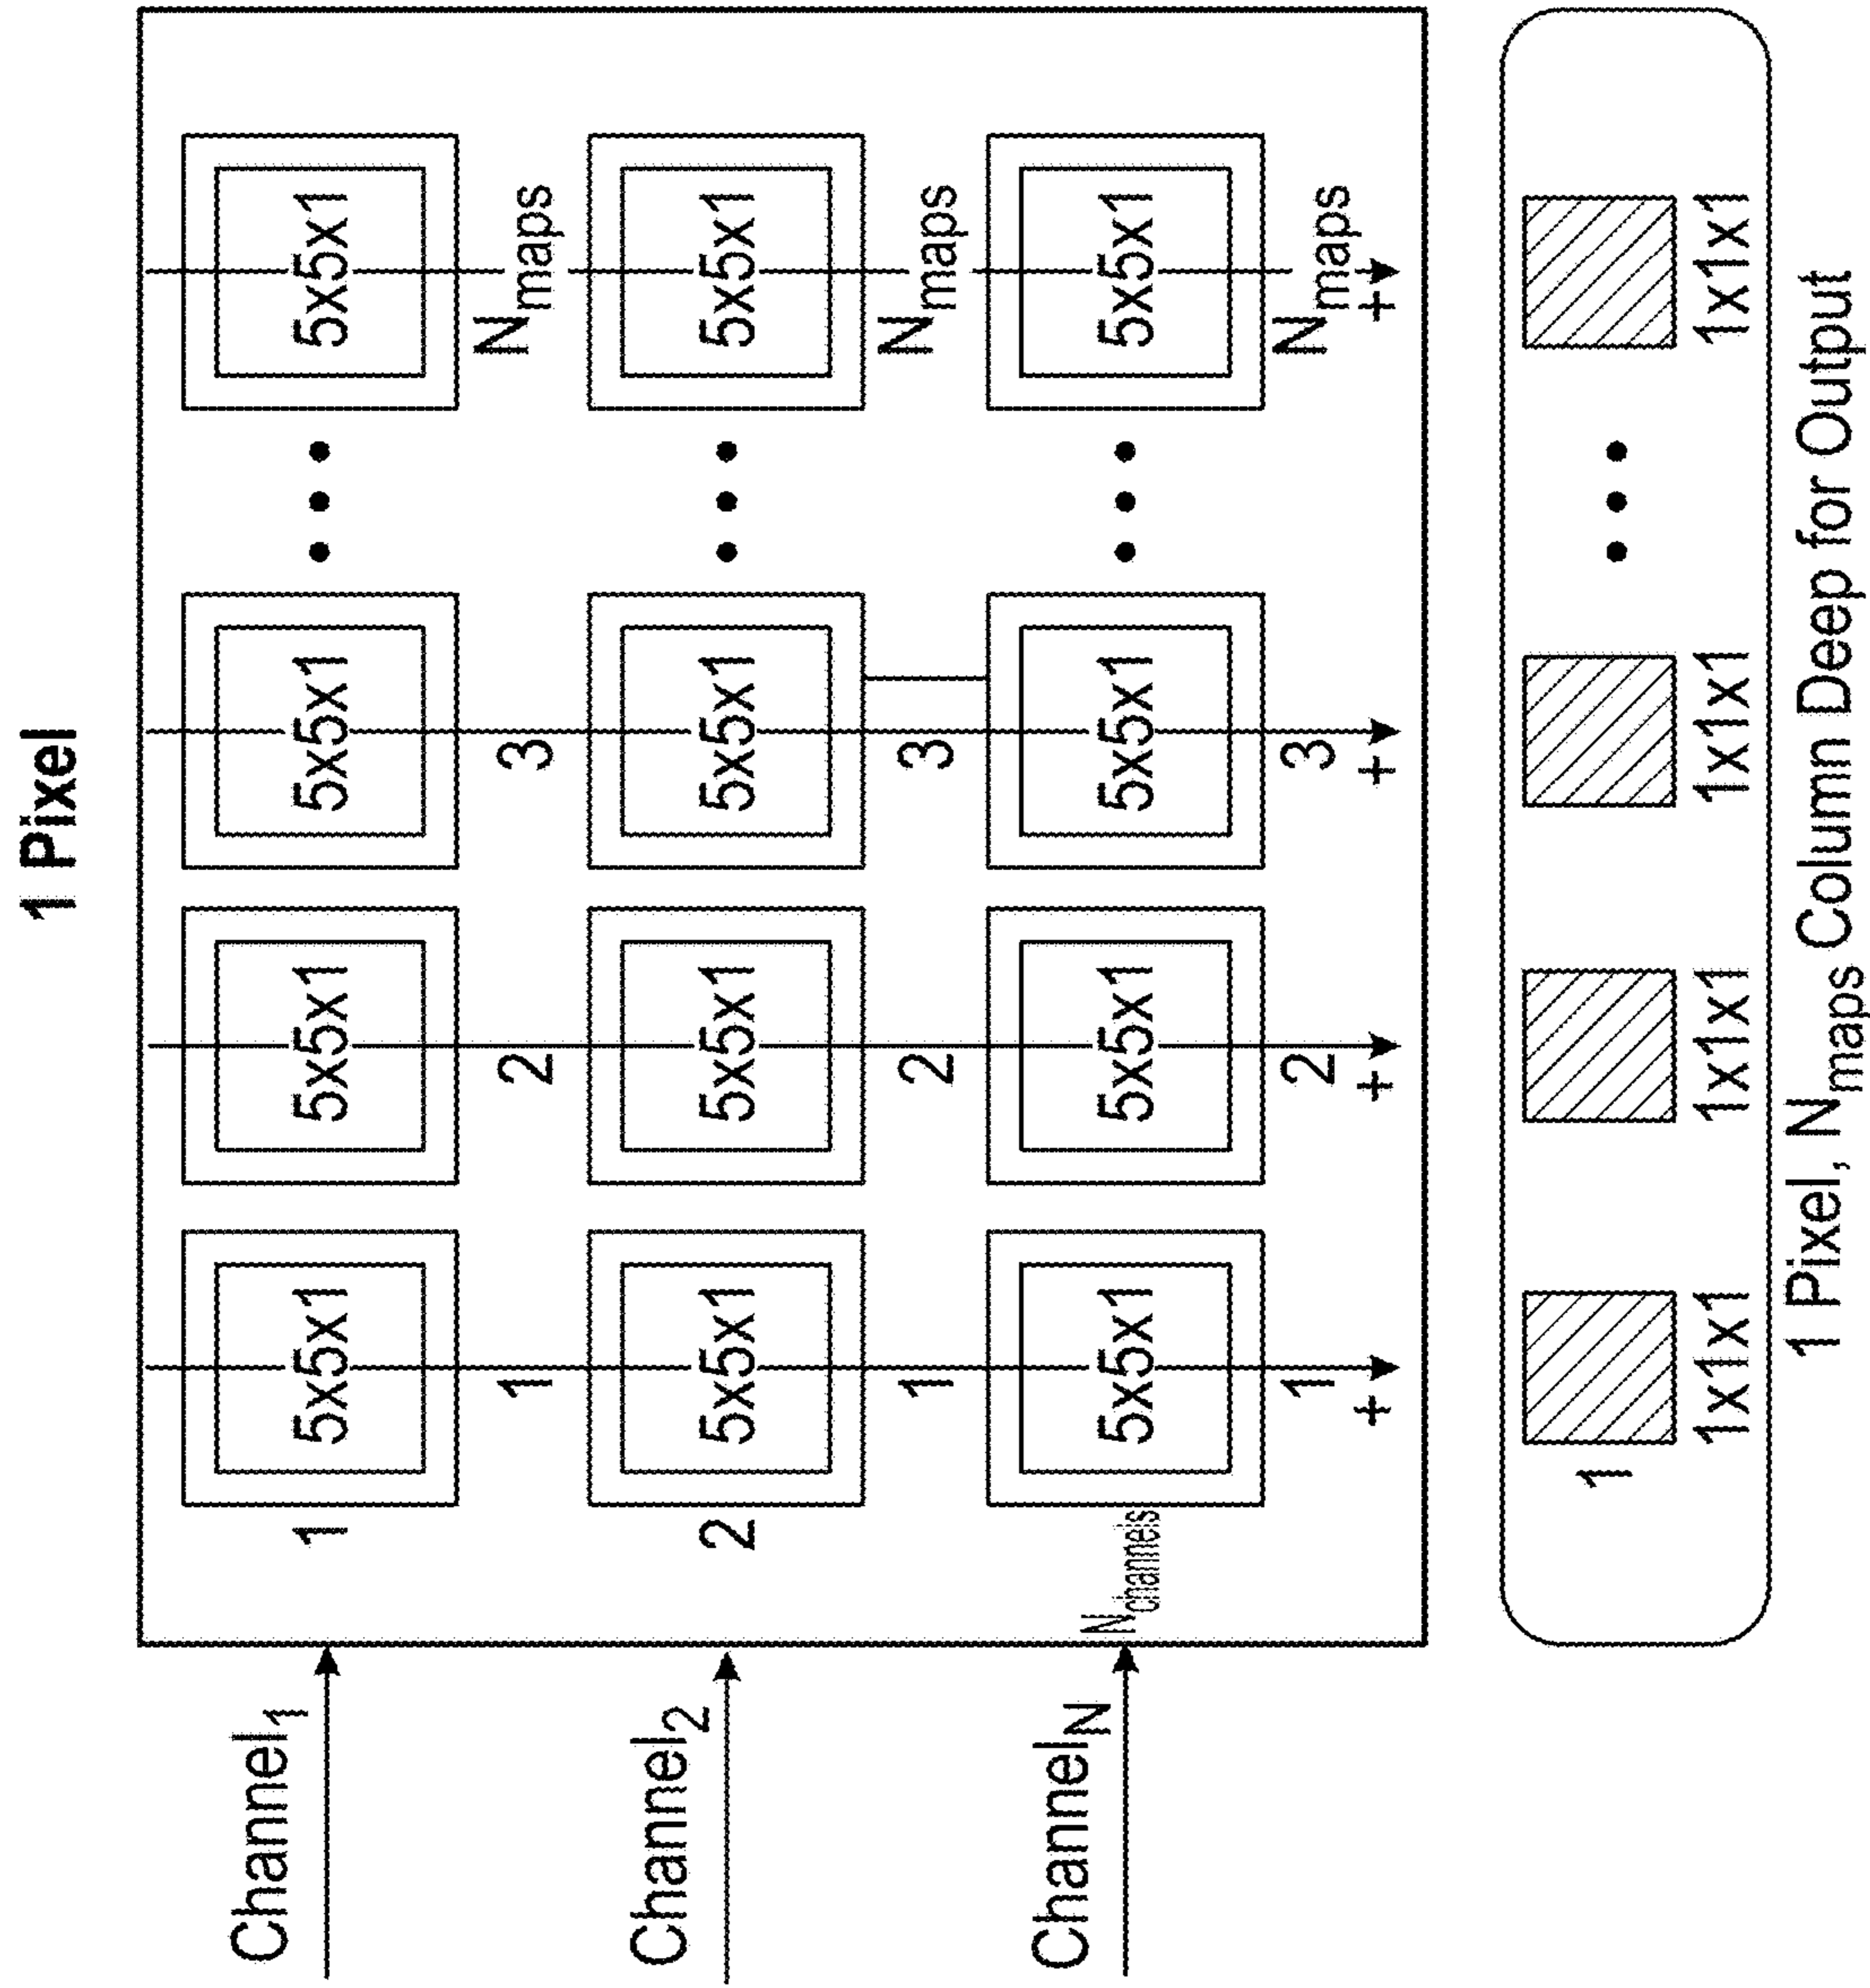 1 Pixel
Channel₁
1 5x5x1 5x5x1 5x5x1 ••• 5x5x1
1 2 3 Nmaps
Channel₂
2 5x5x1 5x5x1 5x5x1 ••• 5x5x1
1 2 3 Nmaps
ChannelN
Nchannels 5x5x1 5x5x1 5x5x1 ••• 5x5x1
1 2 3 Nmaps
+ + + +
1 •••
1x1x1 1x1x1 1x1x1 1x1x1
1 Pixel, Nmaps Column Deep for Output